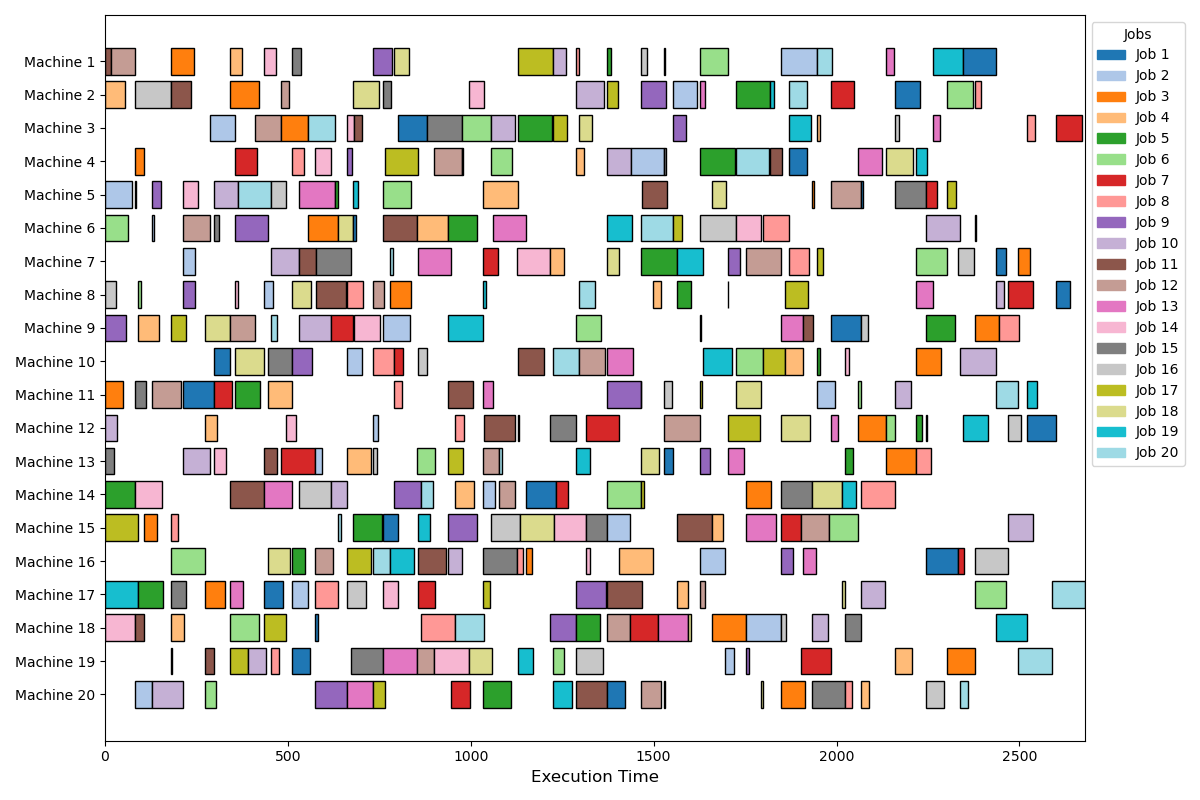 Machine 1
Machine 2
Machine 3
Machine 4
Machine 5
Machine 6
Machine 7
Machine 8
Machine 9
Machine 10
Machine 11
Machine 12
Machine 13
Machine 14
Machine 15
Machine 16
Machine 17
Machine 18
Machine 19
Machine 20
0 500 1000 1500 2000 2500
Execution Time
Jobs
Job 1
Job 2
Job 3
Job 4
Job 5
Job 6
Job 7
Job 8
Job 9
Job 10
Job 11
Job 12
Job 13
Job 14
Job 15
Job 16
Job 17
Job 18
Job 19
Job 20